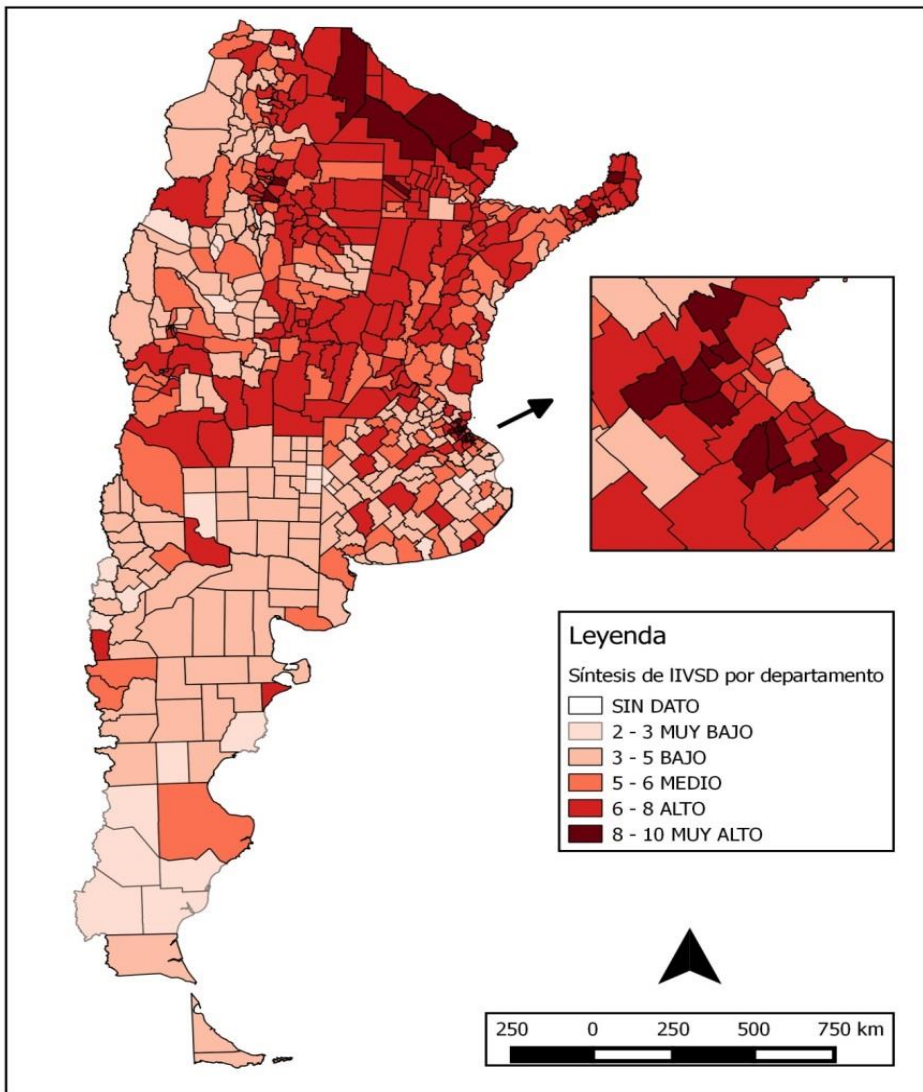 Leyenda
Síntesis de lIVSD por departamento
SIN DATO
2 - 3 MUY BAJO
3 - 5 BAJO
5 - 6 MEDIO
6 - 8 ALTO
8 - 10 MUY ALTO
250 0 250 500 750 km